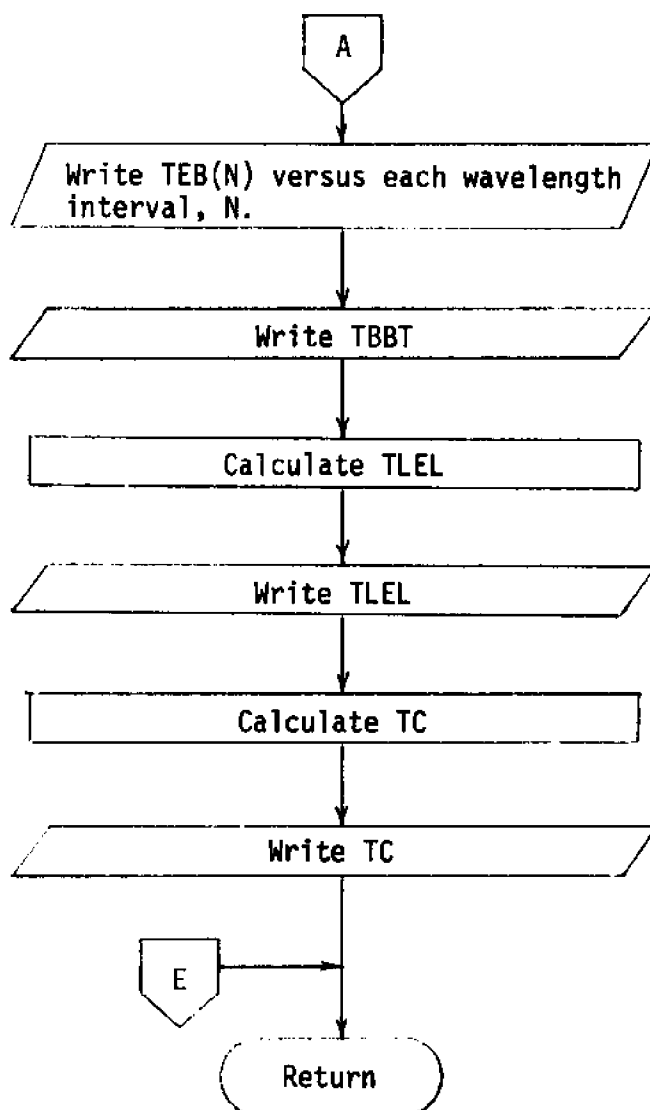 A
Write TEB(N) versus each wavelength
interval, N.
Write TBBT
Calculate TLEL
Write TLEL
Calculate TC
Write TC
E
Return